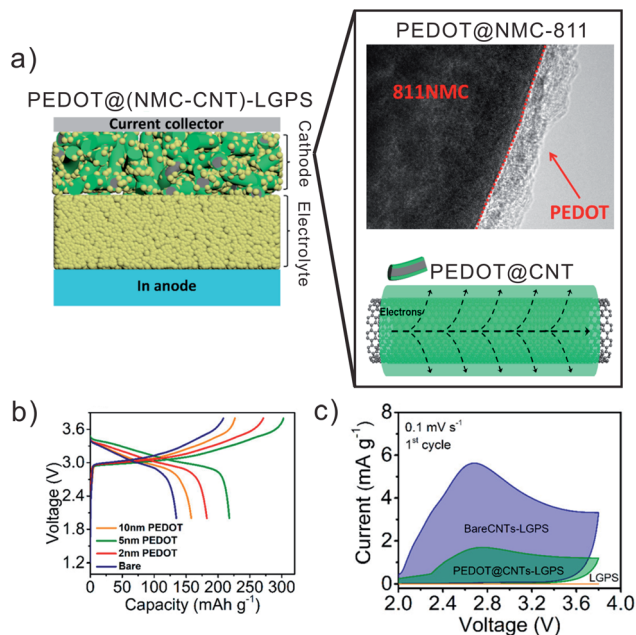 a)
PEDOT@(NMC-CNT)-LGPS
Current collector
Cathode
Electrolyte
In anode
PEDOT@NMC-811
811NMC
PEDOT
PEDOT@CNT
Electrons
b)
Voltage (V)
3.6
3.0
2.4
1.8
1.2
10nm PEDOT
5nm PEDOT
2nm PEDOT
Bare
0 50 100 150 200 250 300
Capacity (mAh g⁻¹)
c)
Current (mA g⁻¹)
8
6
4
2
0
0.1 mV s⁻¹
1st cycle
BareCNTs-LGPS
PEDOT@CNTs-LGPS
LGPS
2.0 2.4 2.8 3.2 3.6 4.0
Voltage (V)